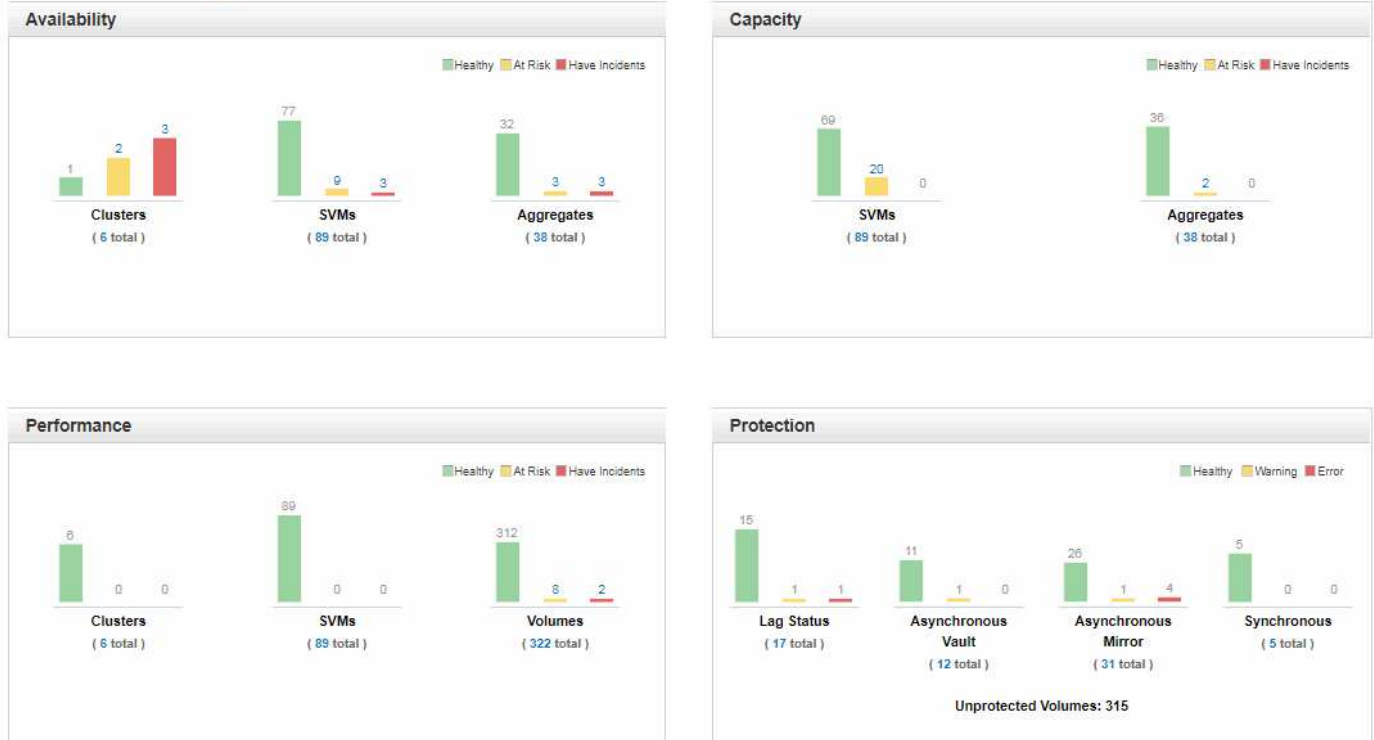 Availability
Healthy At Risk Have Incidents
1 2 3
Clusters
( 6 total )
77 9 3
SVMs
( 89 total )
32 3 3
Aggregates
( 38 total )
Capacity
Healthy At Risk Have Incidents
69 20 0
SVMs
( 89 total )
36 2 0
Aggregates
( 38 total )
Performance
Healthy At Risk Have Incidents
6 0 0
Clusters
( 6 total )
89 0 0
SVMs
( 89 total )
312 8 2
Volumes
( 322 total )
Protection
Healthy Warning Error
15 1 1
Lag Status
( 17 total )
11 1 0
Asynchronous
Vault
( 12 total )
26 1 4
Asynchronous
Mirror
( 31 total )
5 0 0
Synchronous
( 5 total )
Unprotected Volumes: 315